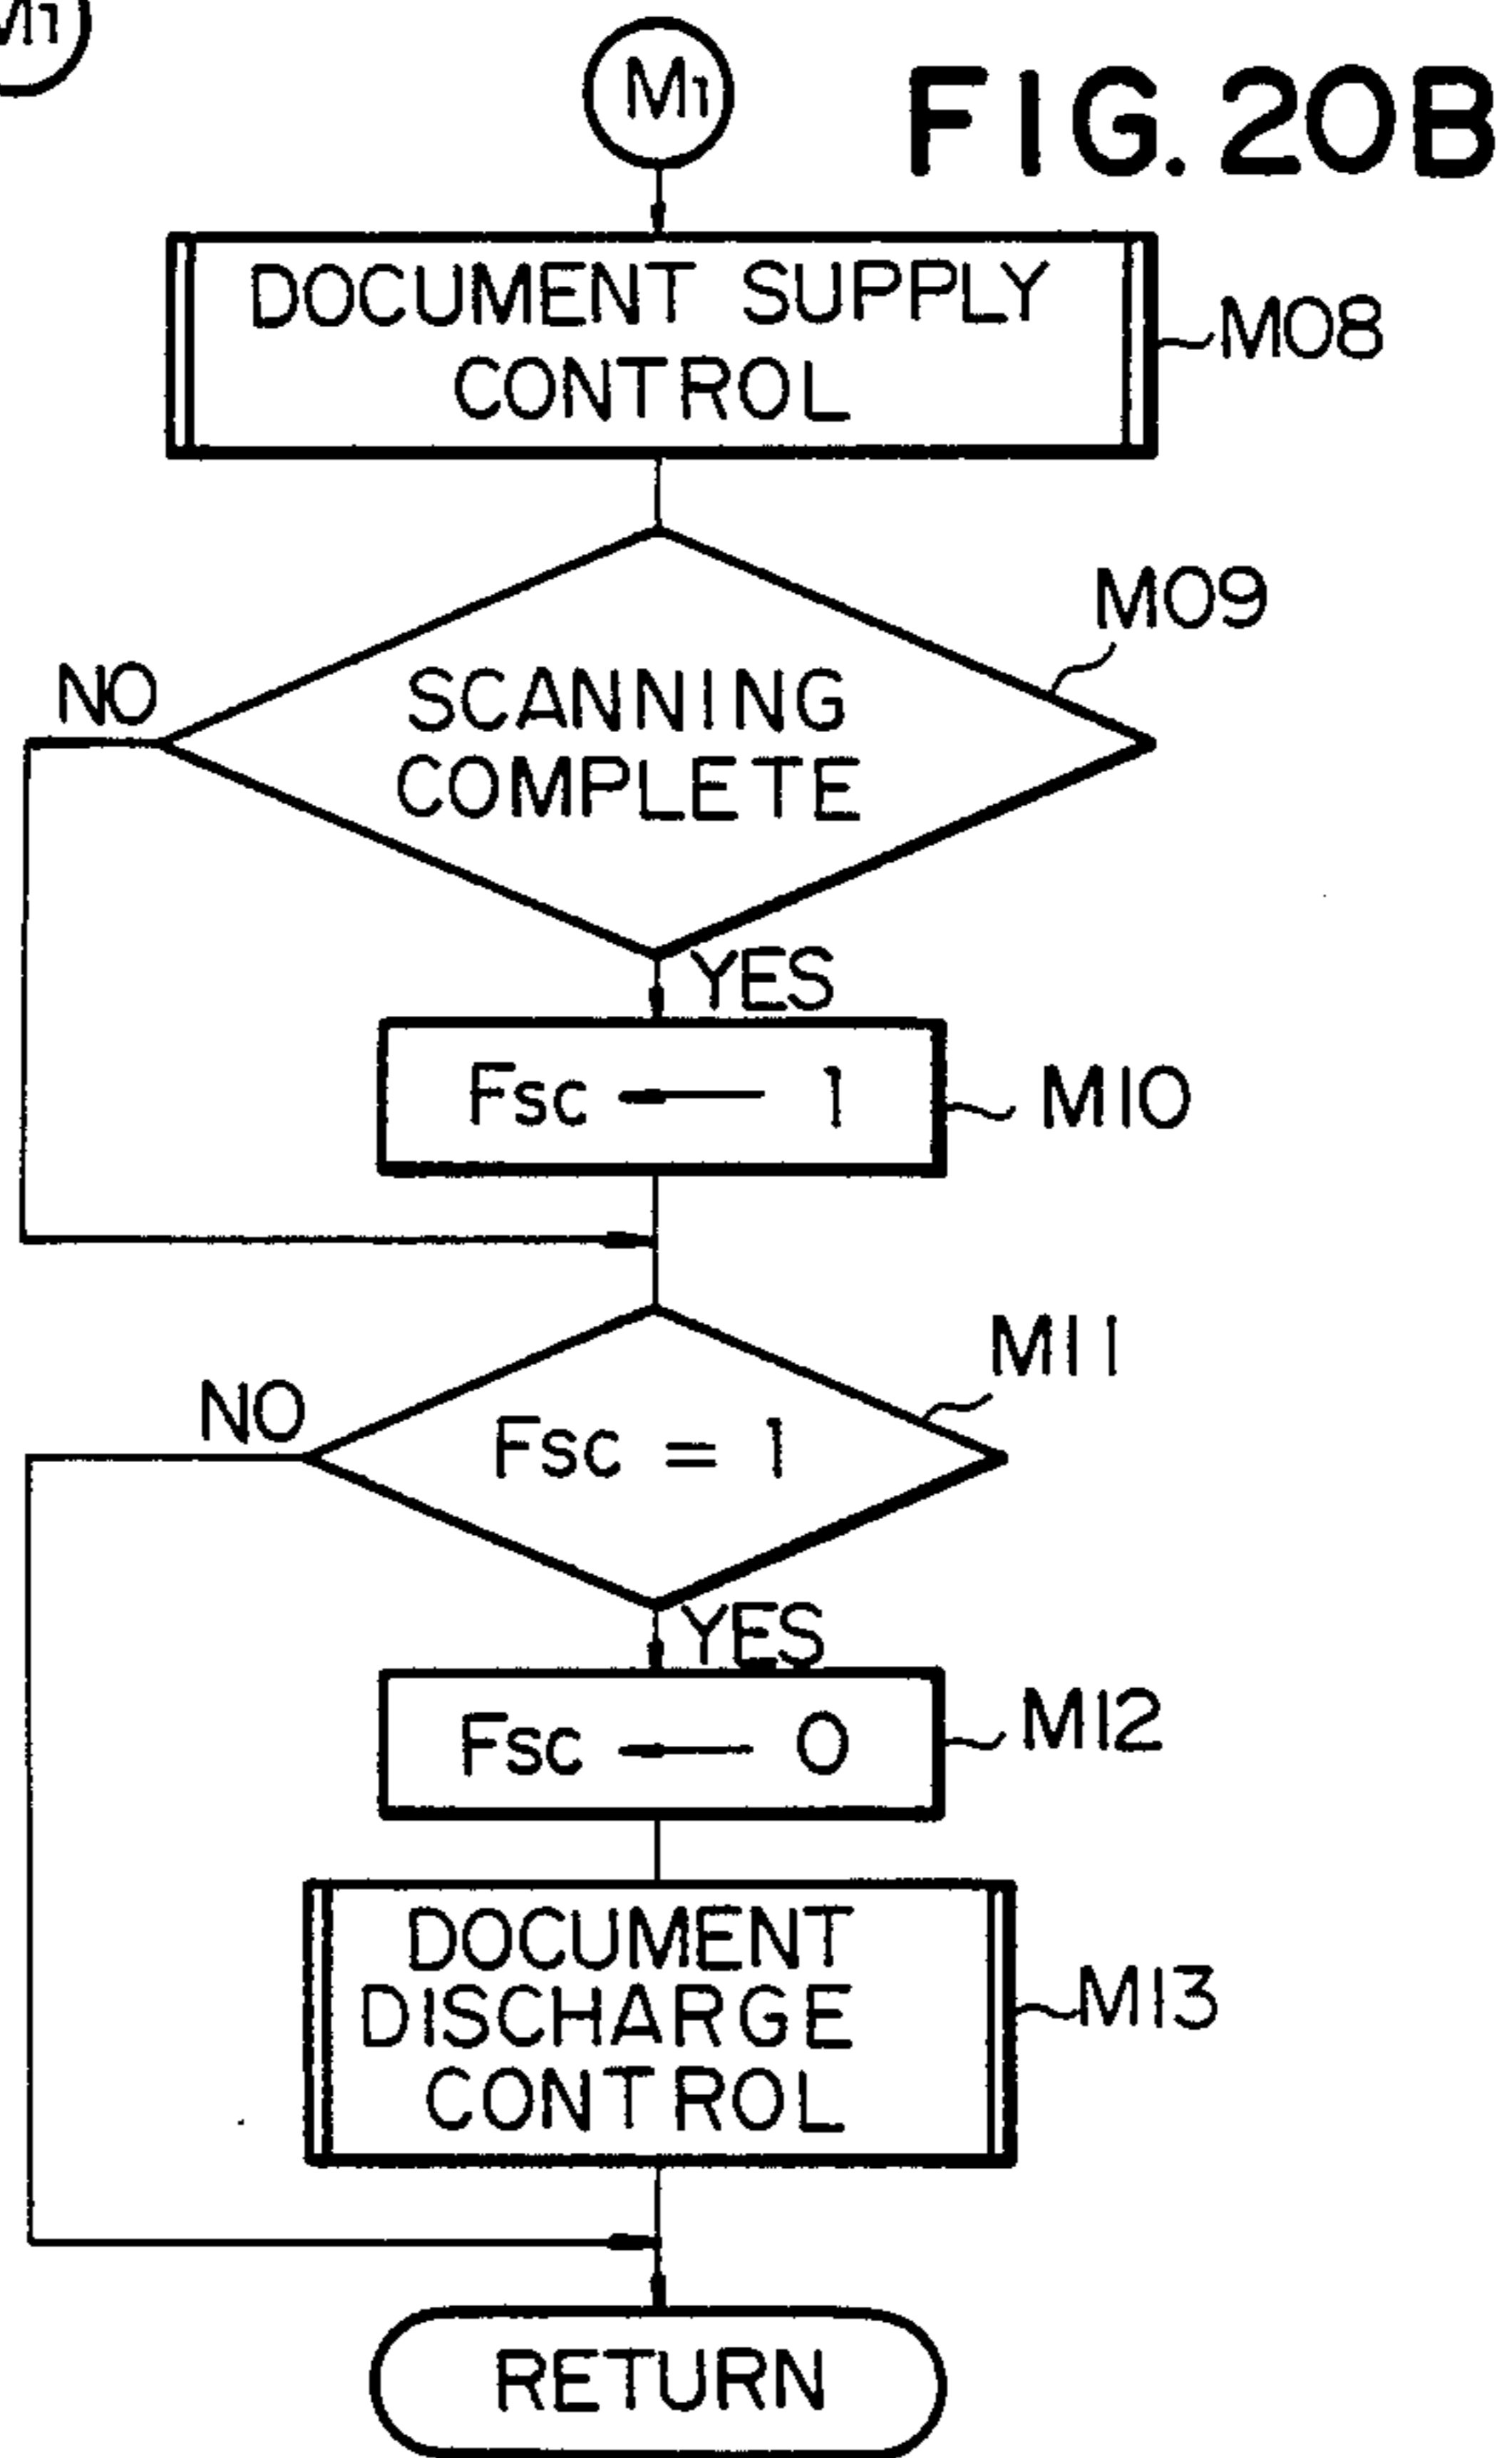 M1
M1
FIG. 20B
DOCUMENT SUPPLY
CONTROL
M08
M09
NO
SCANNING
COMPLETE
YES
Fsc ← 1
M10
M11
NO
Fsc = 1
YES
Fsc ← 0
M12
DOCUMENT
DISCHARGE
CONTROL
M13
RETURN